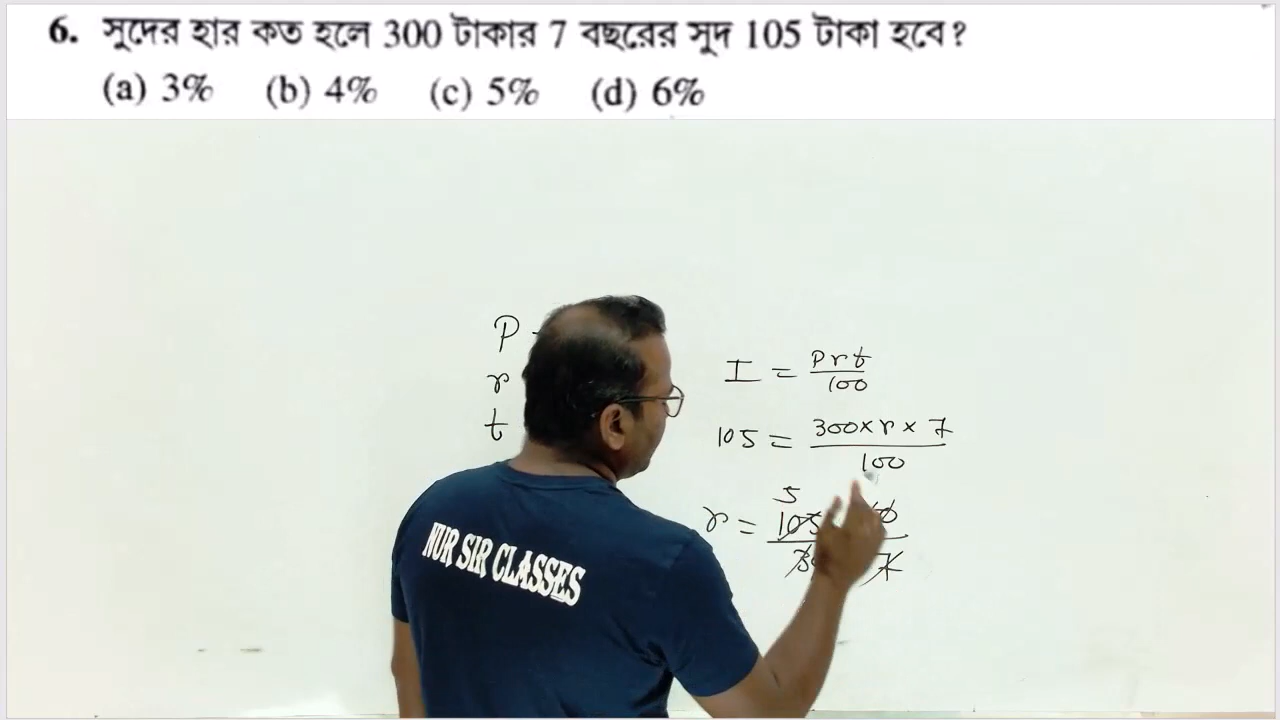 6. সুদের হার কত হলে 300 টাকার 7 বছরের সুদ 105 টাকা হবে?
(a) 3% (b) 4% (c) 5% (d) 6%
P
r
t
I = Prt/100
105 = 300×r×7/100
5
r =
NUR SIR CLASSES